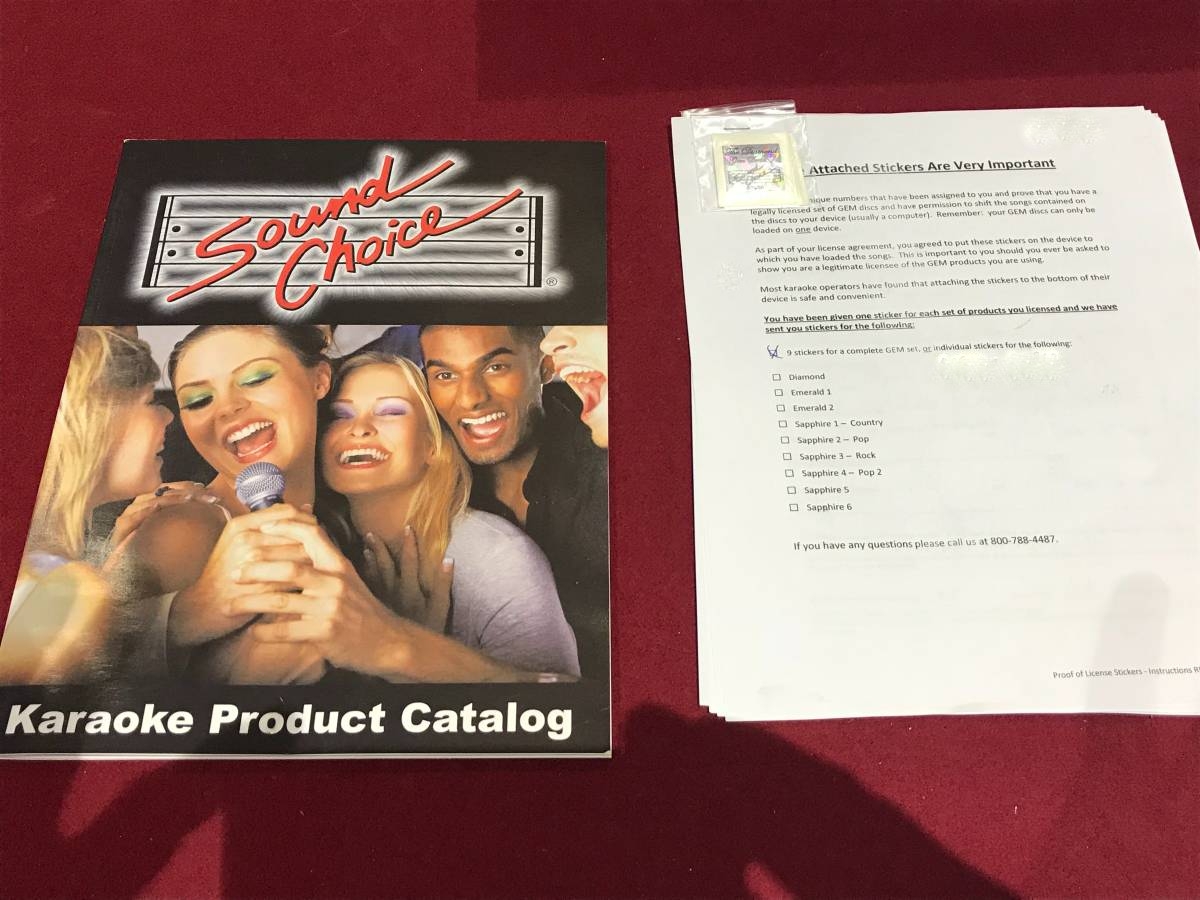 Sound
Choice
®
Karaoke Product Catalog
Attached Stickers Are Very Important
unique numbers that have been assigned to you and prove that you have a
legally licensed set of GEM discs and have permission to shift the songs contained on
the discs to your device (usually a computer). Remember: your GEM discs can only be
loaded on one device.
As part of your license agreement, you agreed to put these stickers on the device to
which you have loaded the songs. This is important to you should you ever be asked to
show you are a legitimate licensee of the GEM products you are using.
Most karaoke operators have found that attaching the stickers to the bottom of their
device is safe and convenient.
You have been given one sticker for each set of products you licensed and we have
sent you stickers for the following:
9 stickers for a complete GEM set, or individual stickers for the following:
Diamond
Emerald 1
Emerald 2
Sapphire 1 – Country
Sapphire 2 – Pop
Sapphire 3 – Rock
Sapphire 4 – Pop 2
Sapphire 5
Sapphire 6
If you have any questions please call us at 800-788-4487.
Proof of License Stickers - Instructions